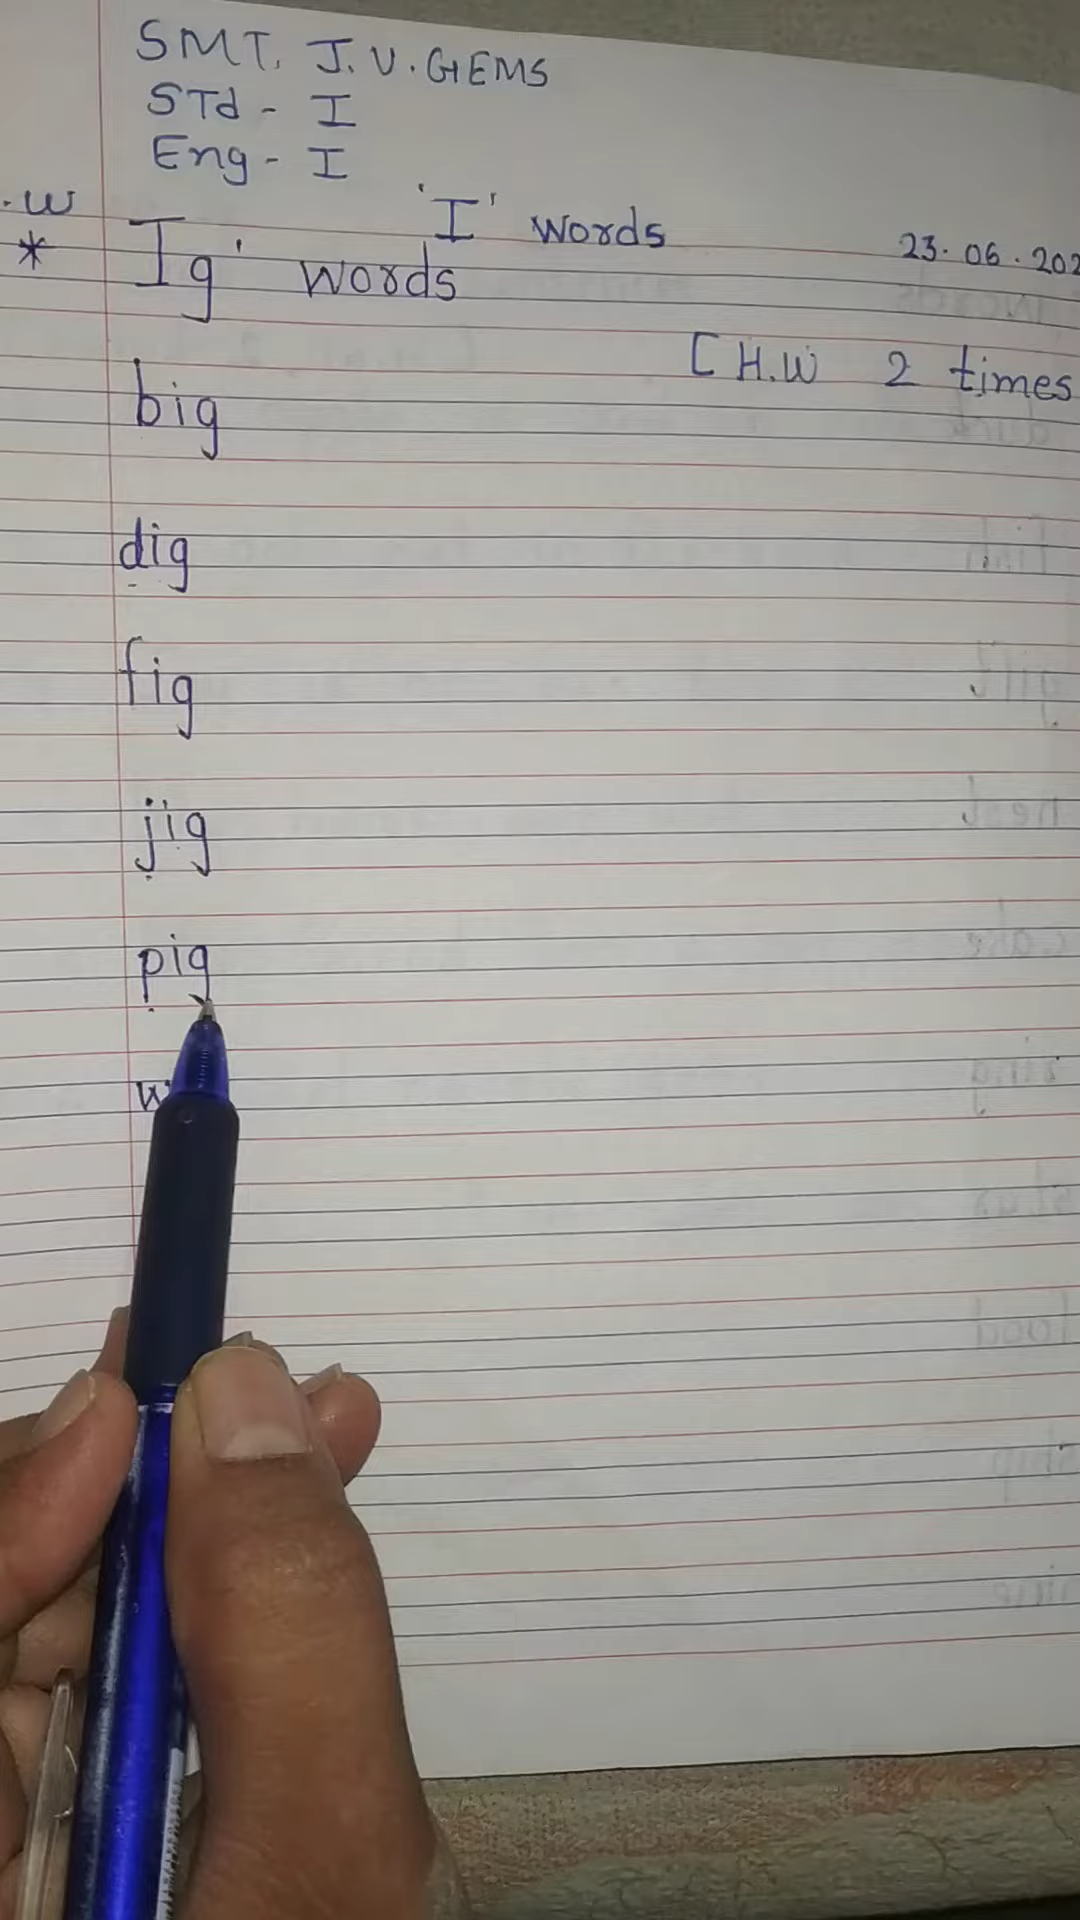 SMT. J.V.GEMS
STd - I
Eng - I
'I' words
.w
* Ig' words
23.06.202
[H.W 2 times
big
dig
fig
jig
pig